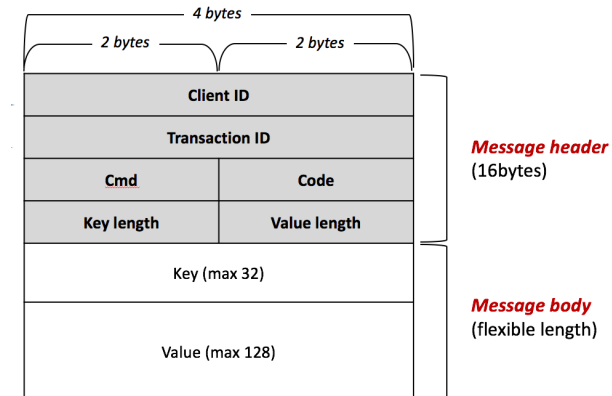 4 bytes
2 bytes
2 bytes
Client ID
Transaction ID
Cmd
Code
Key length
Value length
Message header
(16bytes)
Key (max 32)
Value (max 128)
Message body
(flexible length)